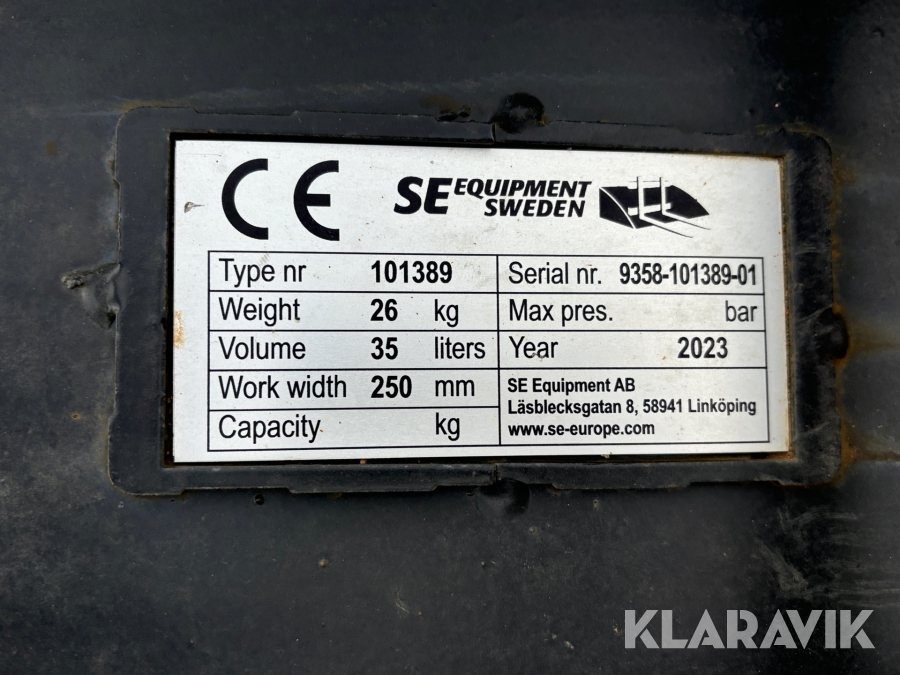 CE
SE EQUIPMENT
SWEDEN
Type nr 101389 Serial nr. 9358-101389-01
Weight 26 kg Max pres. bar
Volume 35 liters Year 2023
Work width 250 mm SE Equipment AB
Läsblecksgatan 8, 58941 Linköping
Capacity kg www.se-europe.com
KLARAVIK